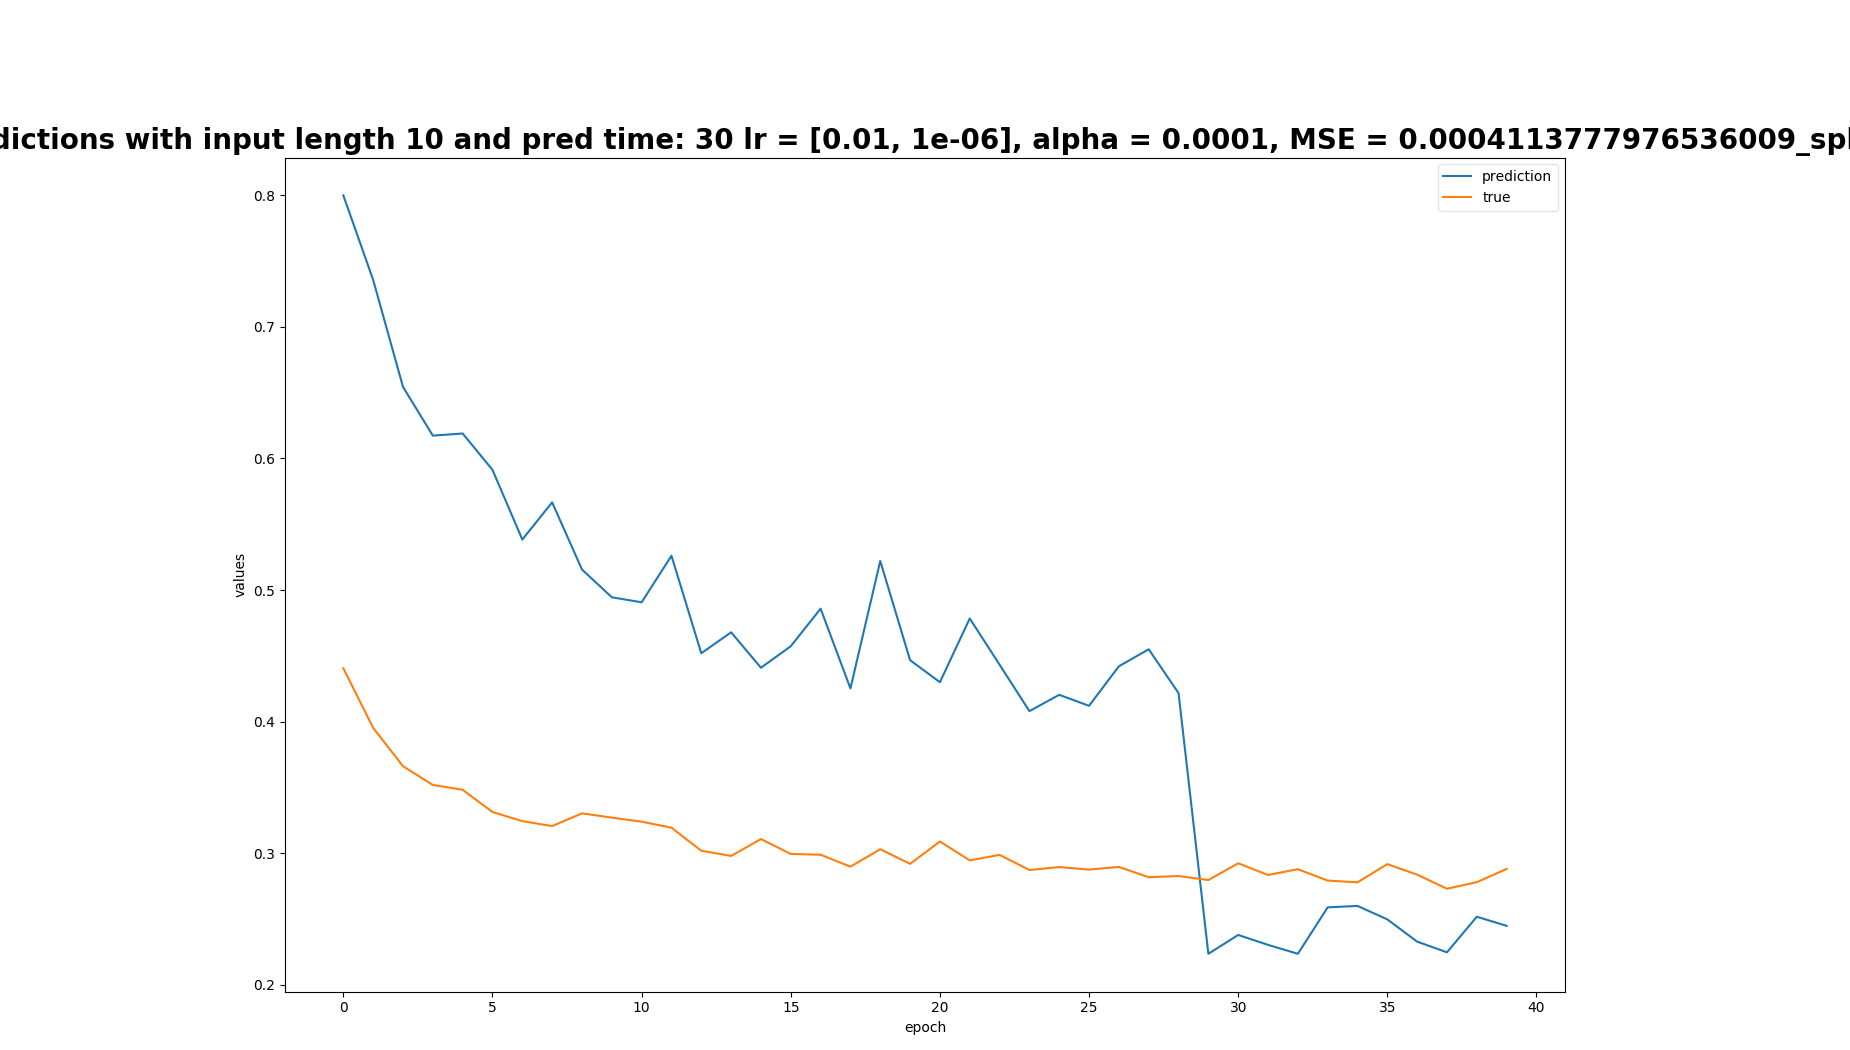 dictions with input length 10 and pred time: 30 lr = [0.01, 1e-06], alpha = 0.0001, MSE = 0.0004113777976536009_spl
prediction
true
0.8
0.7
0.6
0.5
0.4
0.3
0.2
values
0 5 10 15 20 25 30 35 40
epoch